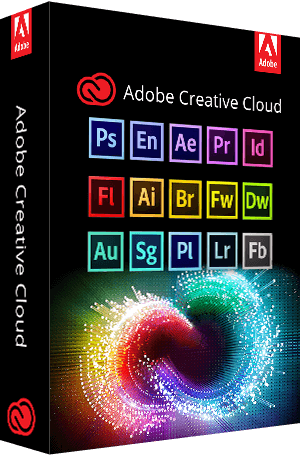 Adobe
Adobe
Adobe Creative Cloud
Ps En Ae Pr Id
Fl Ai Br Fw Dw
Au Sg Pl Lr Fb
Adobe Creative Cloud